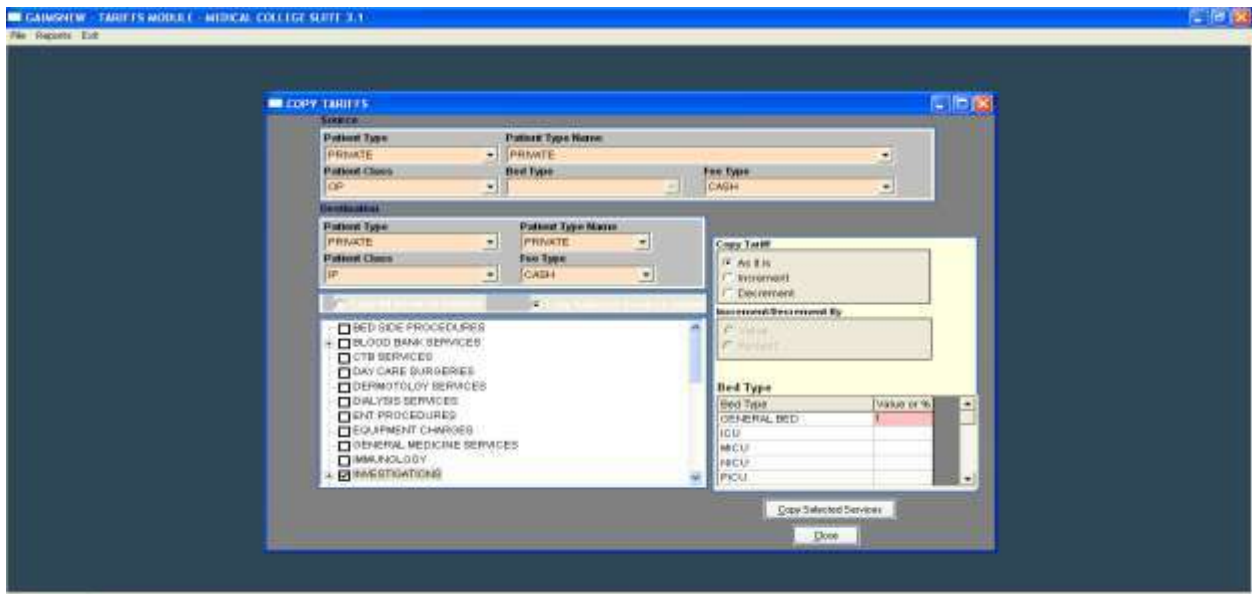 GAIMSNEW - TARIFFS MODULE - MEDICAL COLLEGE SUITE 3.1
File Reports Exit
COPY TARIFFS
Source
Patient Type Patient Type Name
PRIVATE PRIVATE
Patient Class Bed Type Fee Type
OP CASH
Destination
Patient Type Patient Type Name
PRIVATE PRIVATE
Patient Class Fee Type
IP CASH
Copy Tariff
As it is
Increment
Decrement
Increment/Decrement By
Value
Percent
BED SIDE PROCEDURES
BLOOD BANK SERVICES
CTB SERVICES
DAY CARE SURGERIES
DERMOTOLOY SERVICES
DIALYSIS SERVICES
ENT PROCEDURES
EQUIPMENT CHARGES
GENERAL MEDICINE SERVICES
IMMUNOLOGY
INVESTIGATIONS
Bed Type
Bed Type Value or %
GENERAL BED 1
ICU
MICU
NICU
PICU
Copy Selected Services
Close